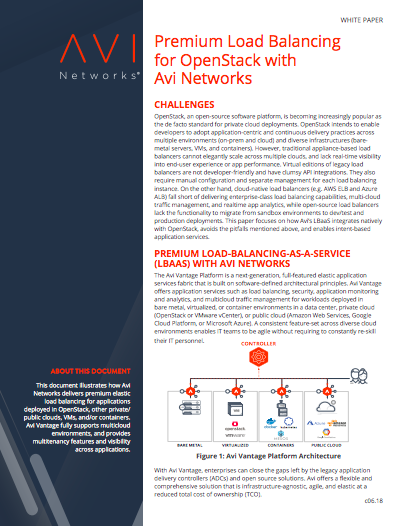 WHITE PAPER
AVI
Networks®
Premium Load Balancing
for OpenStack with
Avi Networks
CHALLENGES
OpenStack, an open-source software platform, is becoming increasingly popular as
the de facto standard for private cloud deployments. OpenStack intends to enable
developers to adopt application-centric and continuous delivery practices across
multiple environments (on-prem and cloud) and diverse infrastructures (bare-
metal servers, VMs, and containers). However, traditional appliance-based load
balancers cannot elegantly scale across multiple clouds, and lack real-time visibility
into end-user experience or app performance. Virtual editions of legacy load
balancers are not developer-friendly and have clumsy API integrations. They also
require manual configuration and separate management for each load balancing
instance. On the other hand, cloud-native load balancers (e.g. AWS ELB and Azure
ALB) fall short of delivering enterprise-class load balancing capabilities, multi-cloud
traffic management, and realtime app analytics, while open-source load balancers
lack the functionality to migrate from sandbox environments to dev/test and
production deployments. This paper focuses on how Avi's LBaaS integrates natively
with OpenStack, avoids the pitfalls mentioned above, and enables intent-based
application services.
PREMIUM LOAD-BALANCING-AS-A-SERVICE
(LBAAS) WITH AVI NETWORKS
The Avi Vantage Platform is a next-generation, full-featured elastic application
services fabric that is built on software-defined architectural principles. Avi Vantage
offers application services such as load balancing, security, application monitoring
and analytics, and multicloud traffic management for workloads deployed in
bare metal, virtualized, or container environments in a data center, private cloud
(OpenStack or VMware vCenter), or public cloud (Amazon Web Services, Google
Cloud Platform, or Microsoft Azure). A consistent feature-set across diverse cloud
environments enables IT teams to be agile without requiring to constantly re-skill
their IT personnel.
CONTROLLER
openstack
vmware
docker
Azure
BARE METAL
VIRTUALIZED
CONTAINERS
PUBLIC CLOUD
Figure 1: Avi Vantage Platform Architecture
With Avi Vantage, enterprises can close the gaps left by the legacy application
delivery controllers (ADCs) and open source solutions. Avi offers a flexible and
comprehensive solution that is infrastructure-agnostic, agile, and elastic at a
reduced total cost of ownership (TCO).
ABOUT THIS DOCUMENT
This document illustrates how Avi
Networks delivers premium elastic
load balancing for applications
deployed in OpenStack, other private/
public clouds, VMs, and/or containers.
Avi Vantage fully supports multicloud
environments, and provides
multitenancy features and visibility
across applications.
c06.18